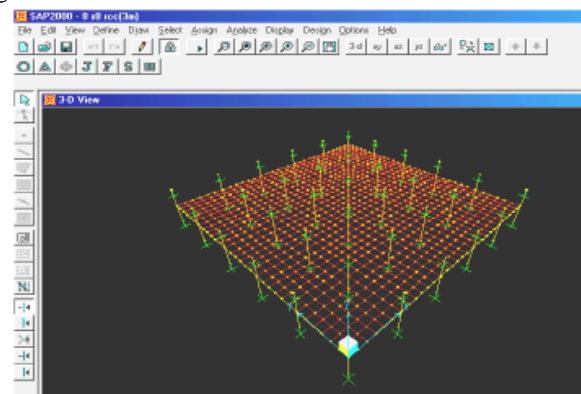 SAP2000 - 8 x8 roc(3m)
File Edit View Define Draw Select Assign Analyze Display Design Options Help
3-d xy xz yz
J F S
3-D View